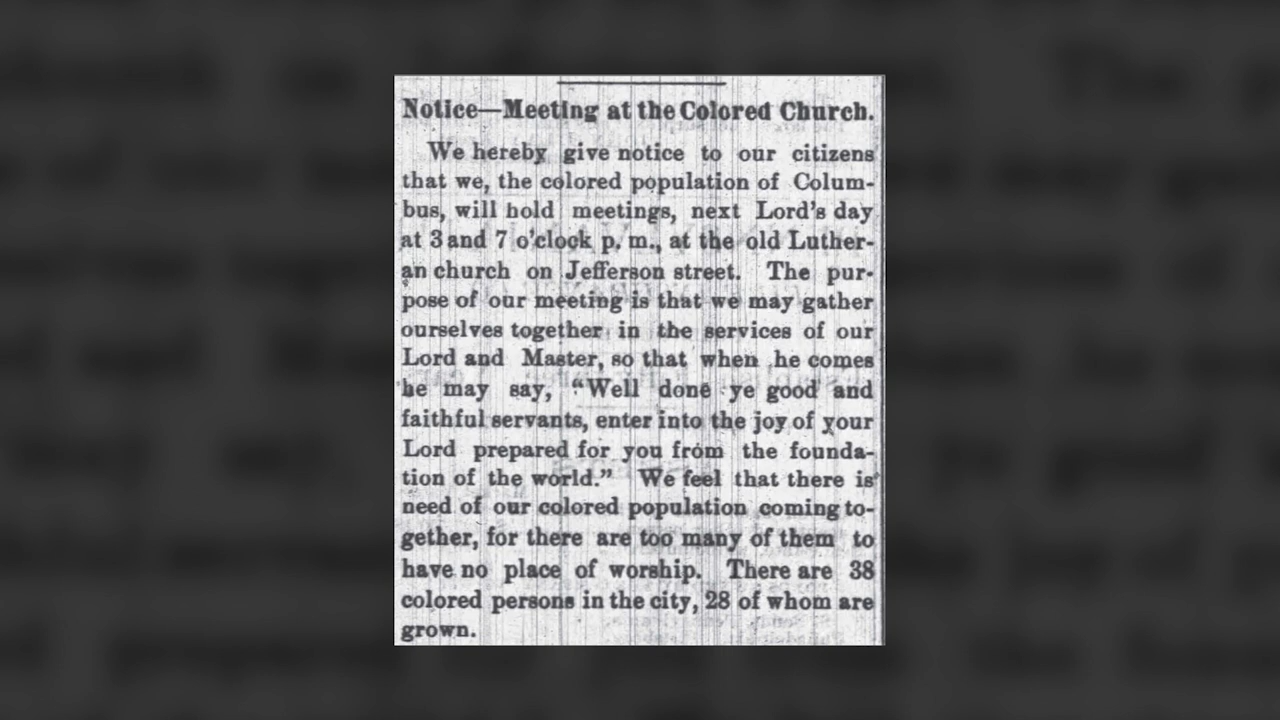 Notice—Meeting at the Colored Church.
We hereby give notice to our citizens
that we, the colored population of Colum-
bus, will hold meetings, next Lord's day
at 3 and 7 o'clock p. m., at the old Luther-
an church on Jefferson street. The pur-
pose of our meeting is that we may gather
ourselves together in the services of our
Lord and Master, so that when he comes
he may say, "Well done ye good and
faithful servants, enter into the joy of your
Lord prepared for you from the founda-
tion of the world." We feel that there is
need of our colored population coming to-
gether, for there are too many of them to
have no place of worship. There are 38
colored persons in the city, 28 of whom are
grown.